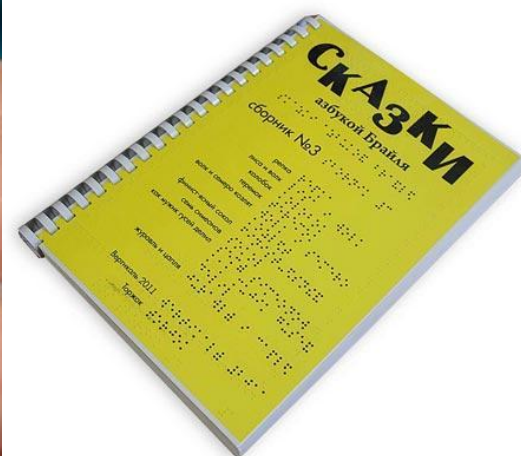 Сказки
азбукой Брайля
сборник №3
репка
лиса и волк
колобок
теремок
волк и семеро козлят
финист ясный сокол
семь симеонов
как мужик гусей делил
журавль и цапля
Вертикаль 2011
Торжок